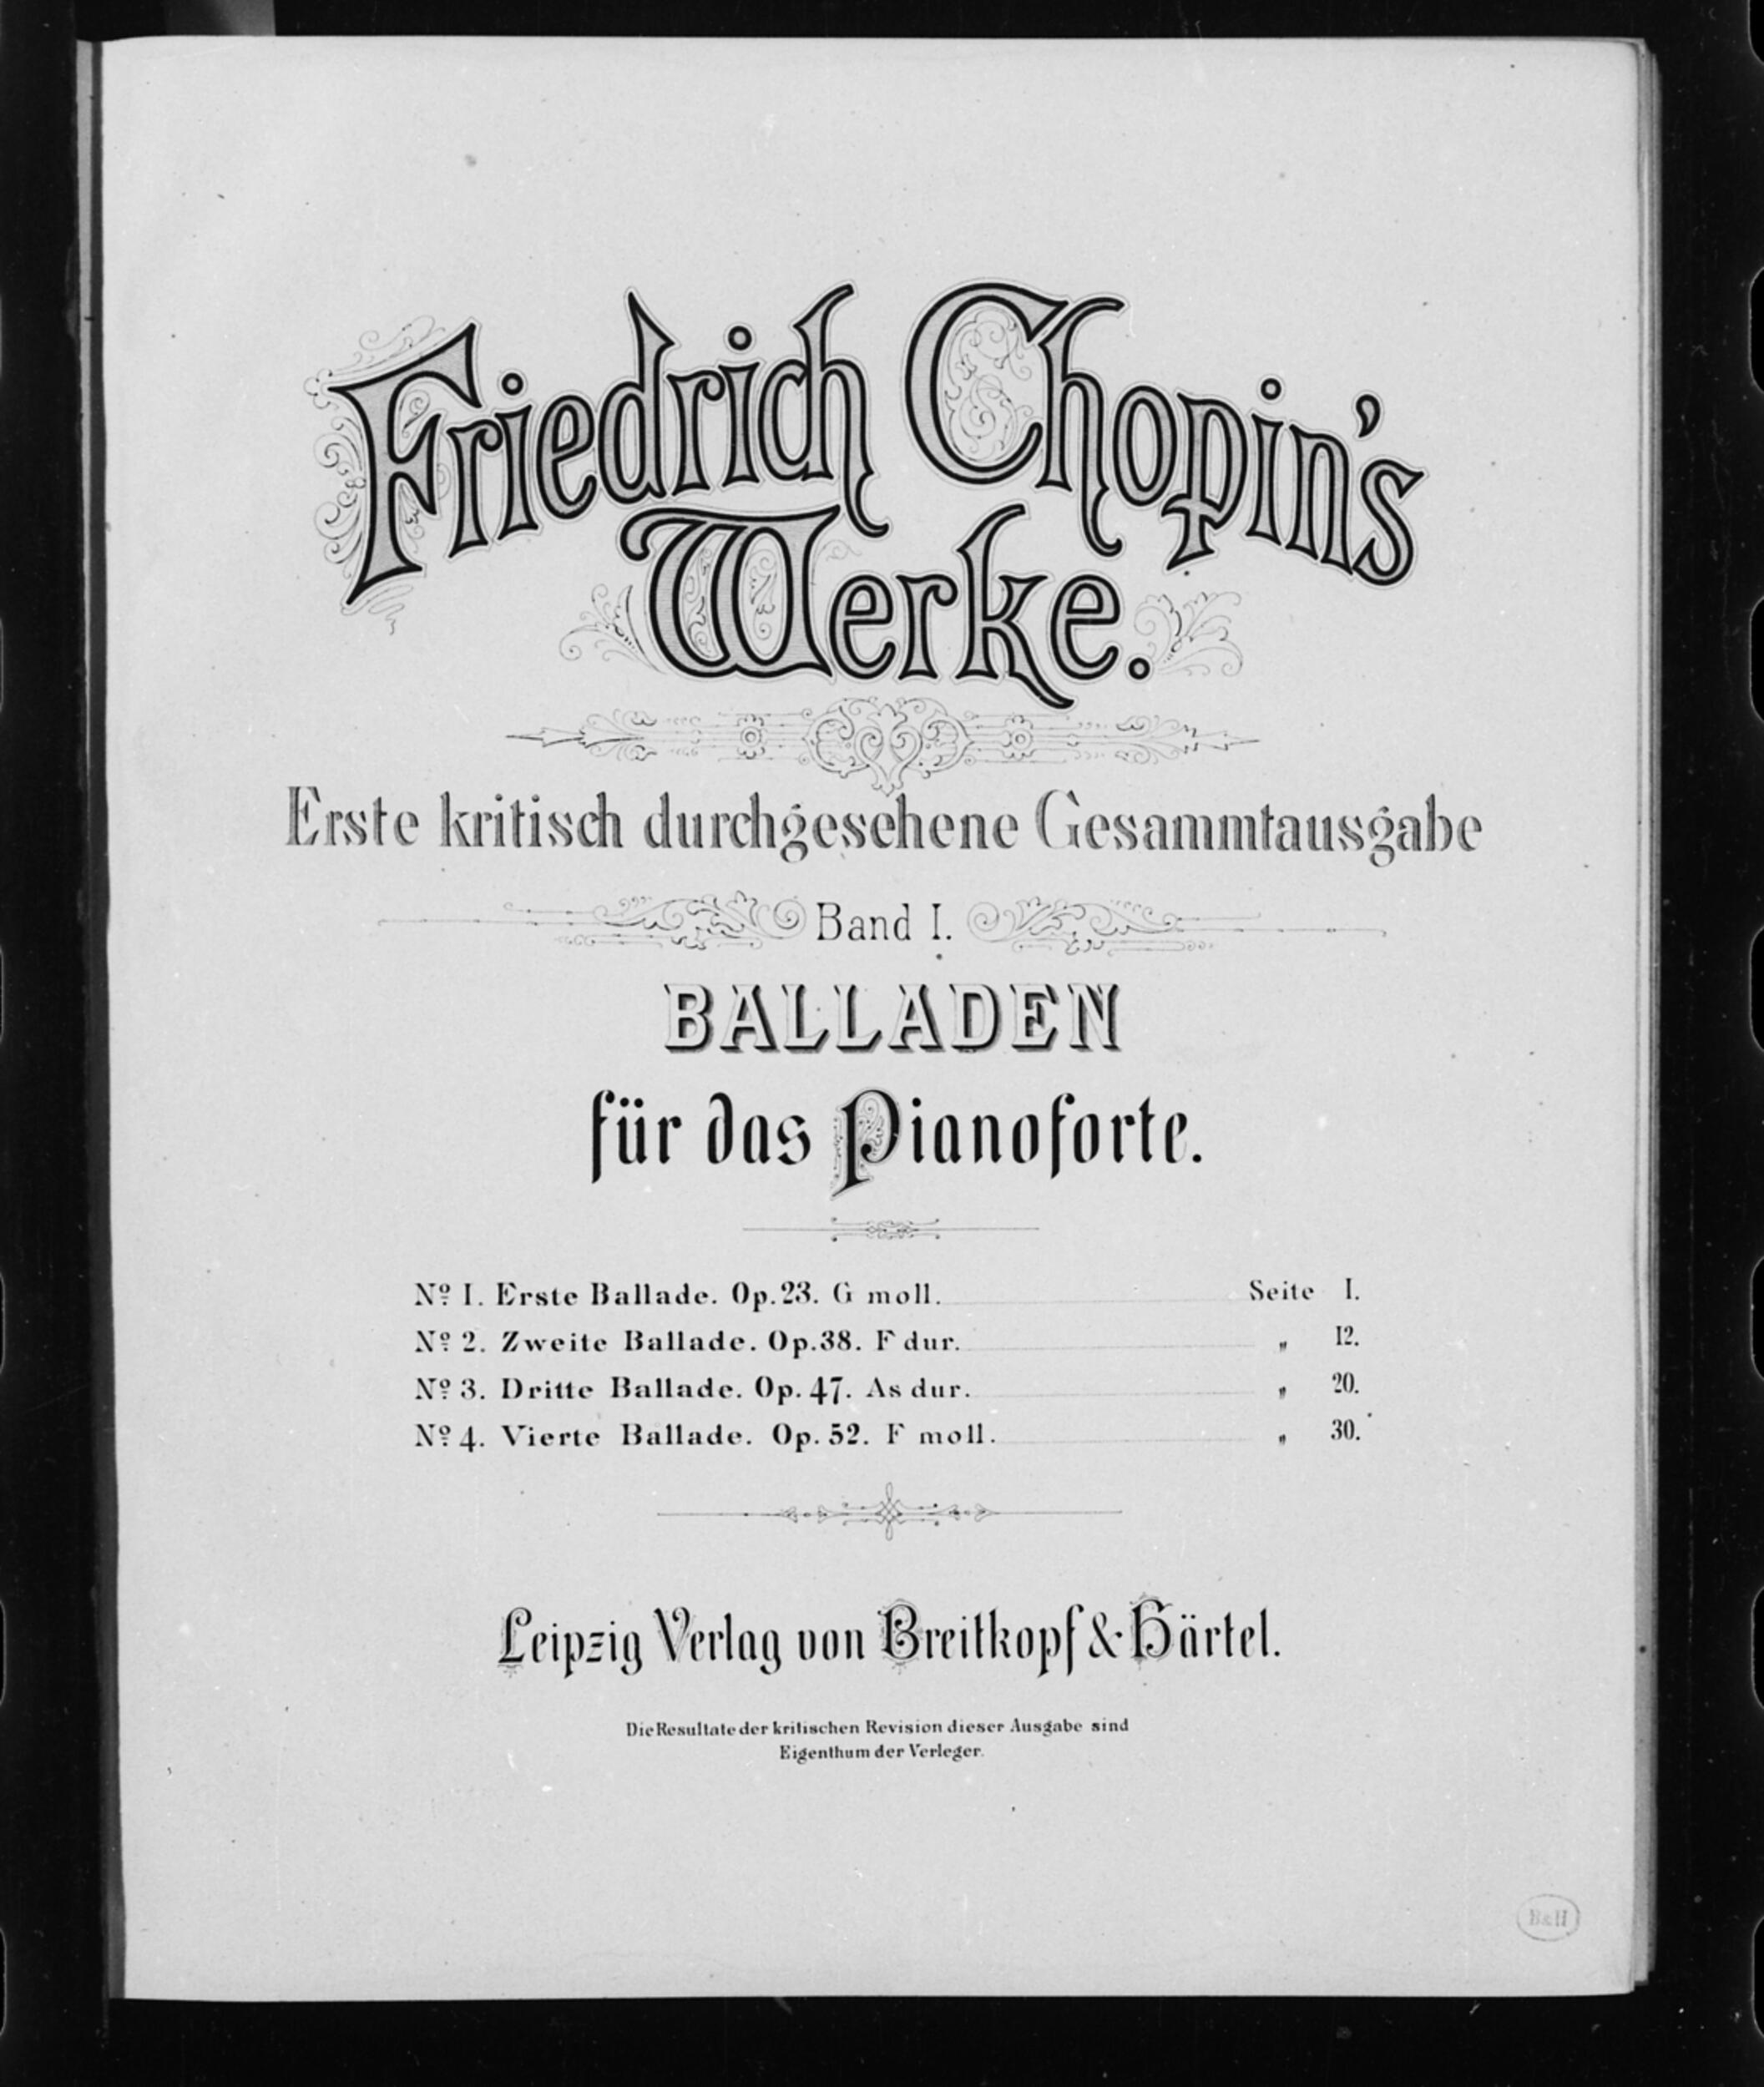 Friedrich Chopin's
Werke.
Erste kritisch durchgesehene Gesammtausgabe
Band I.
BALLADEN
für das Pianoforte.
Nº 1. Erste Ballade. Op. 23. G moll. Seite 1.
Nº 2. Zweite Ballade. Op. 38. F dur. „ 12.
Nº 3. Dritte Ballade. Op. 47. As dur. „ 20.
Nº 4. Vierte Ballade. Op. 52. F moll. „ 30.
Leipzig Verlag von Breitkopf & Härtel.
Die Resultate der kritischen Revision dieser Ausgabe sind
Eigenthum der Verleger.
B&H